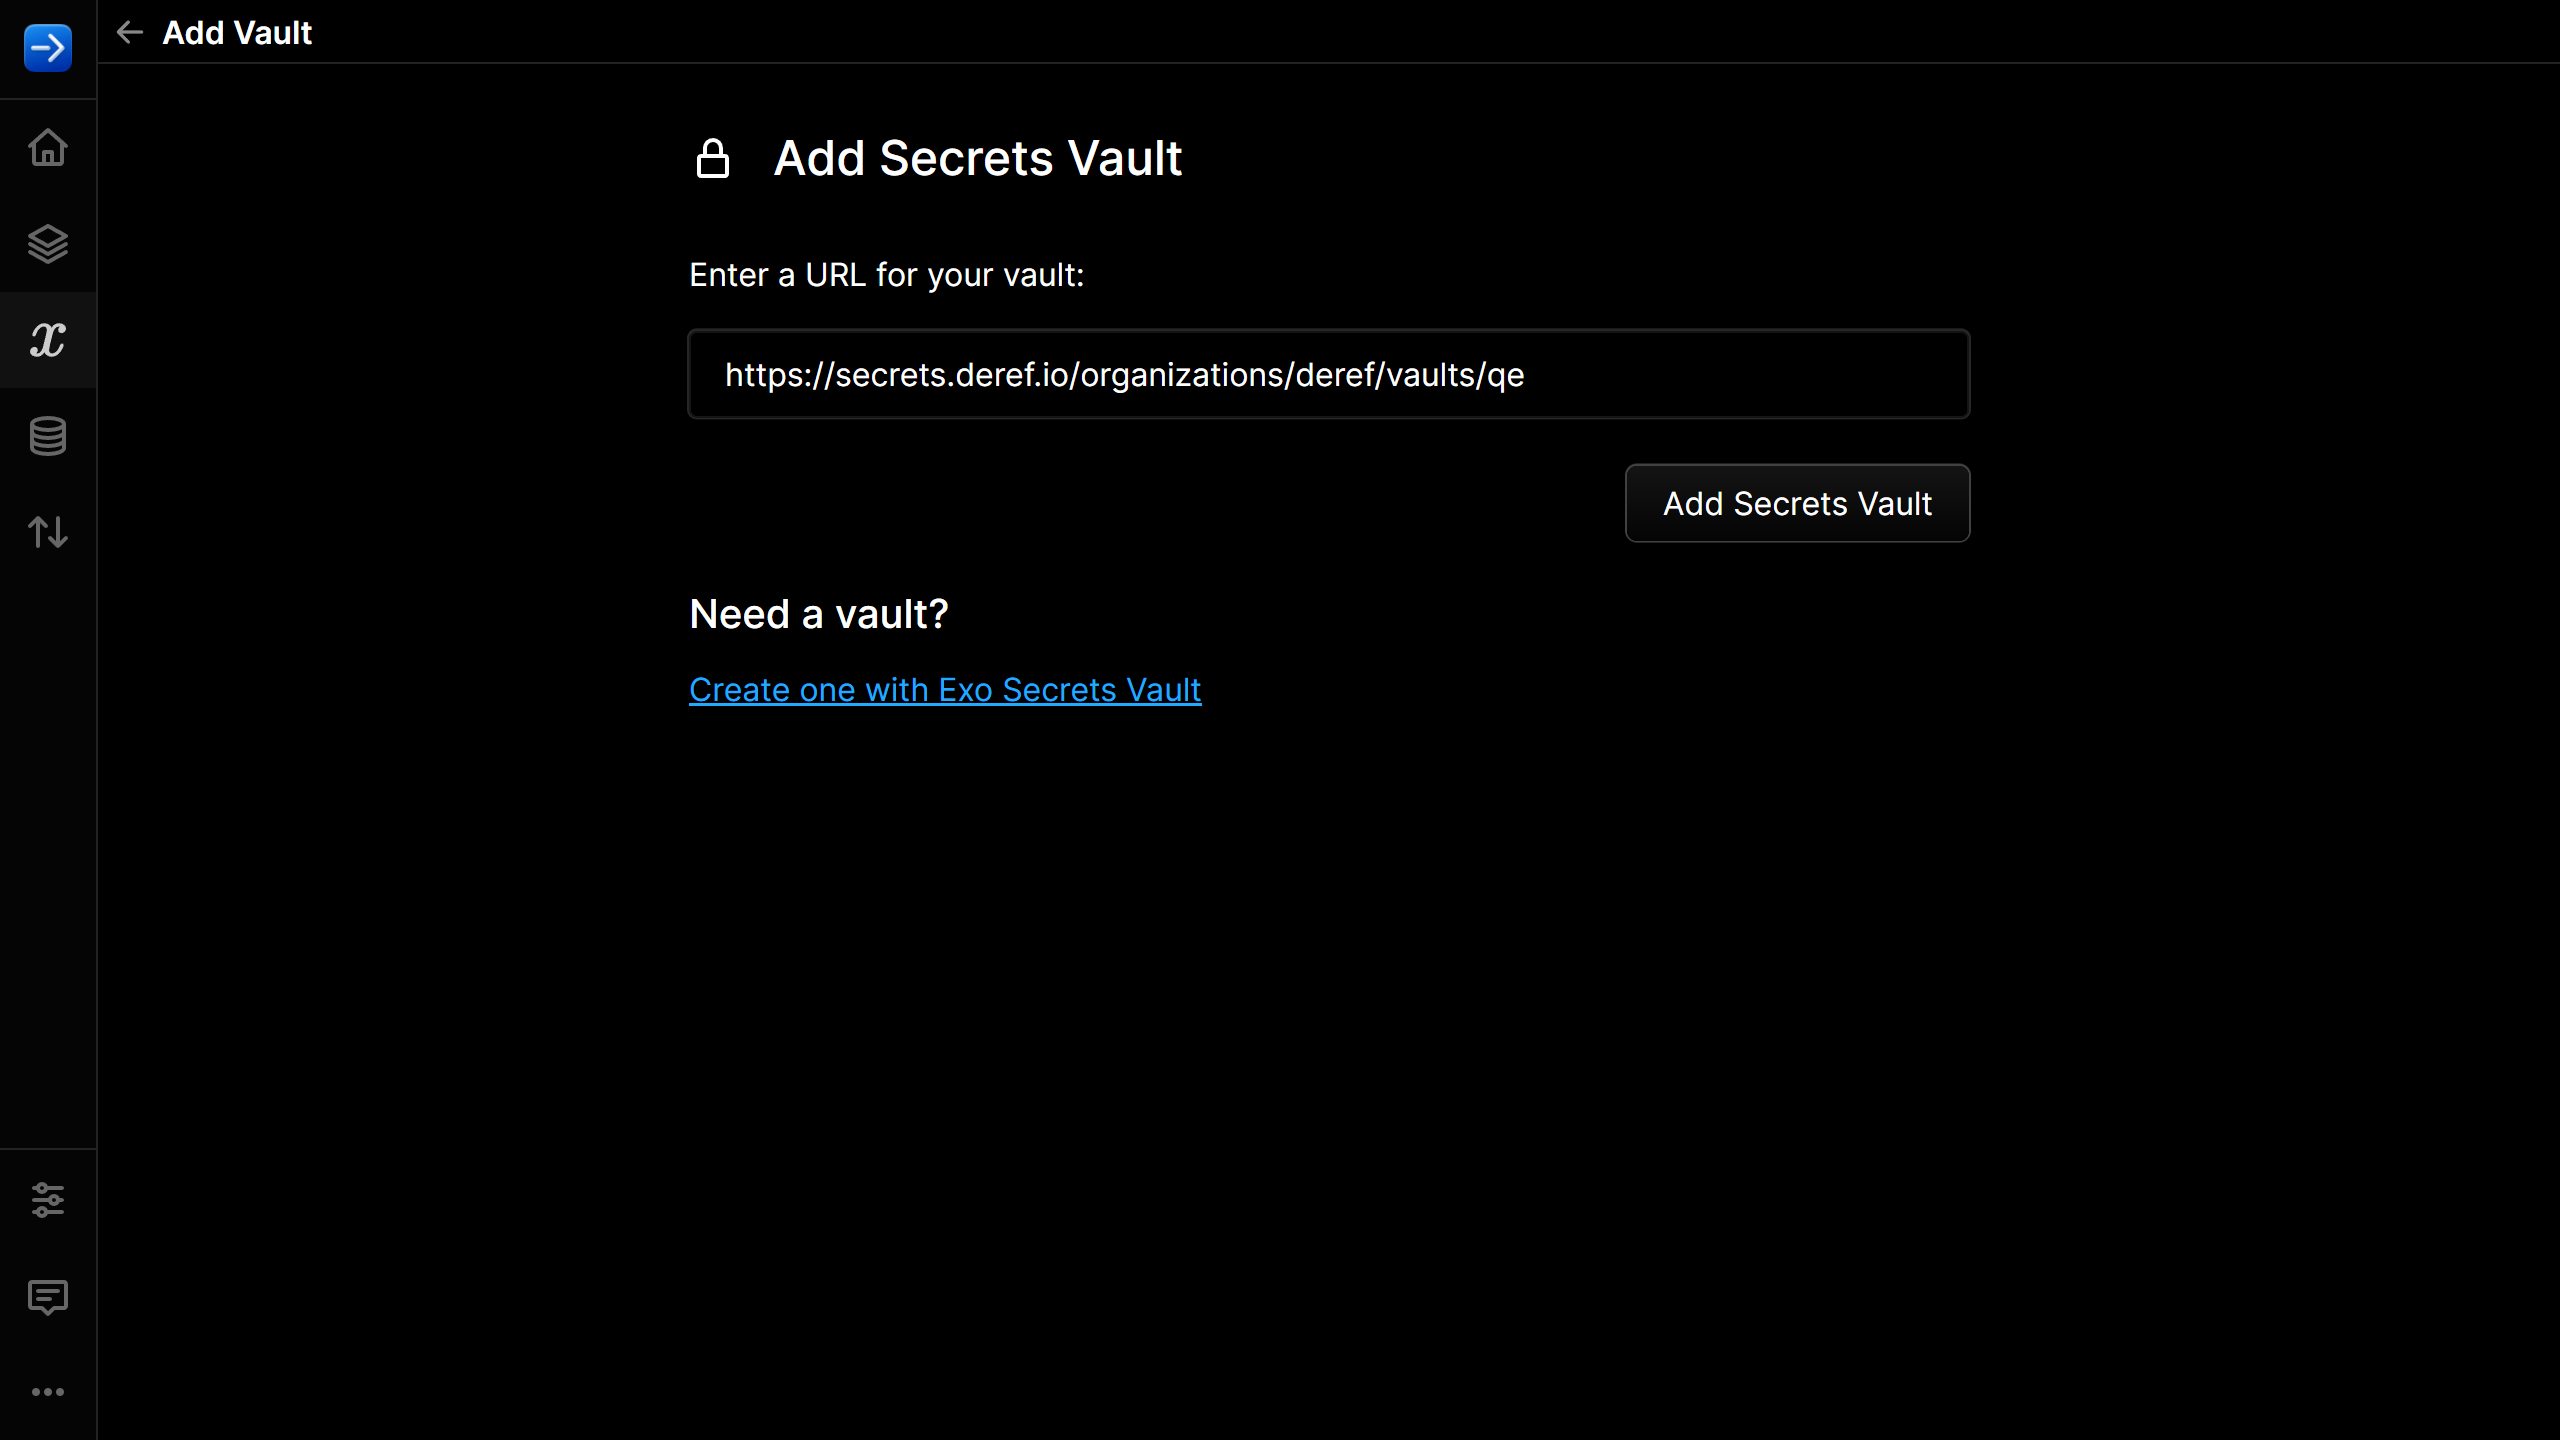 Add Vault
Add Secrets Vault
Enter a URL for your vault:
https://secrets.deref.io/organizations/deref/vaults/qe
Add Secrets Vault
Need a vault?
Create one with Exo Secrets Vault